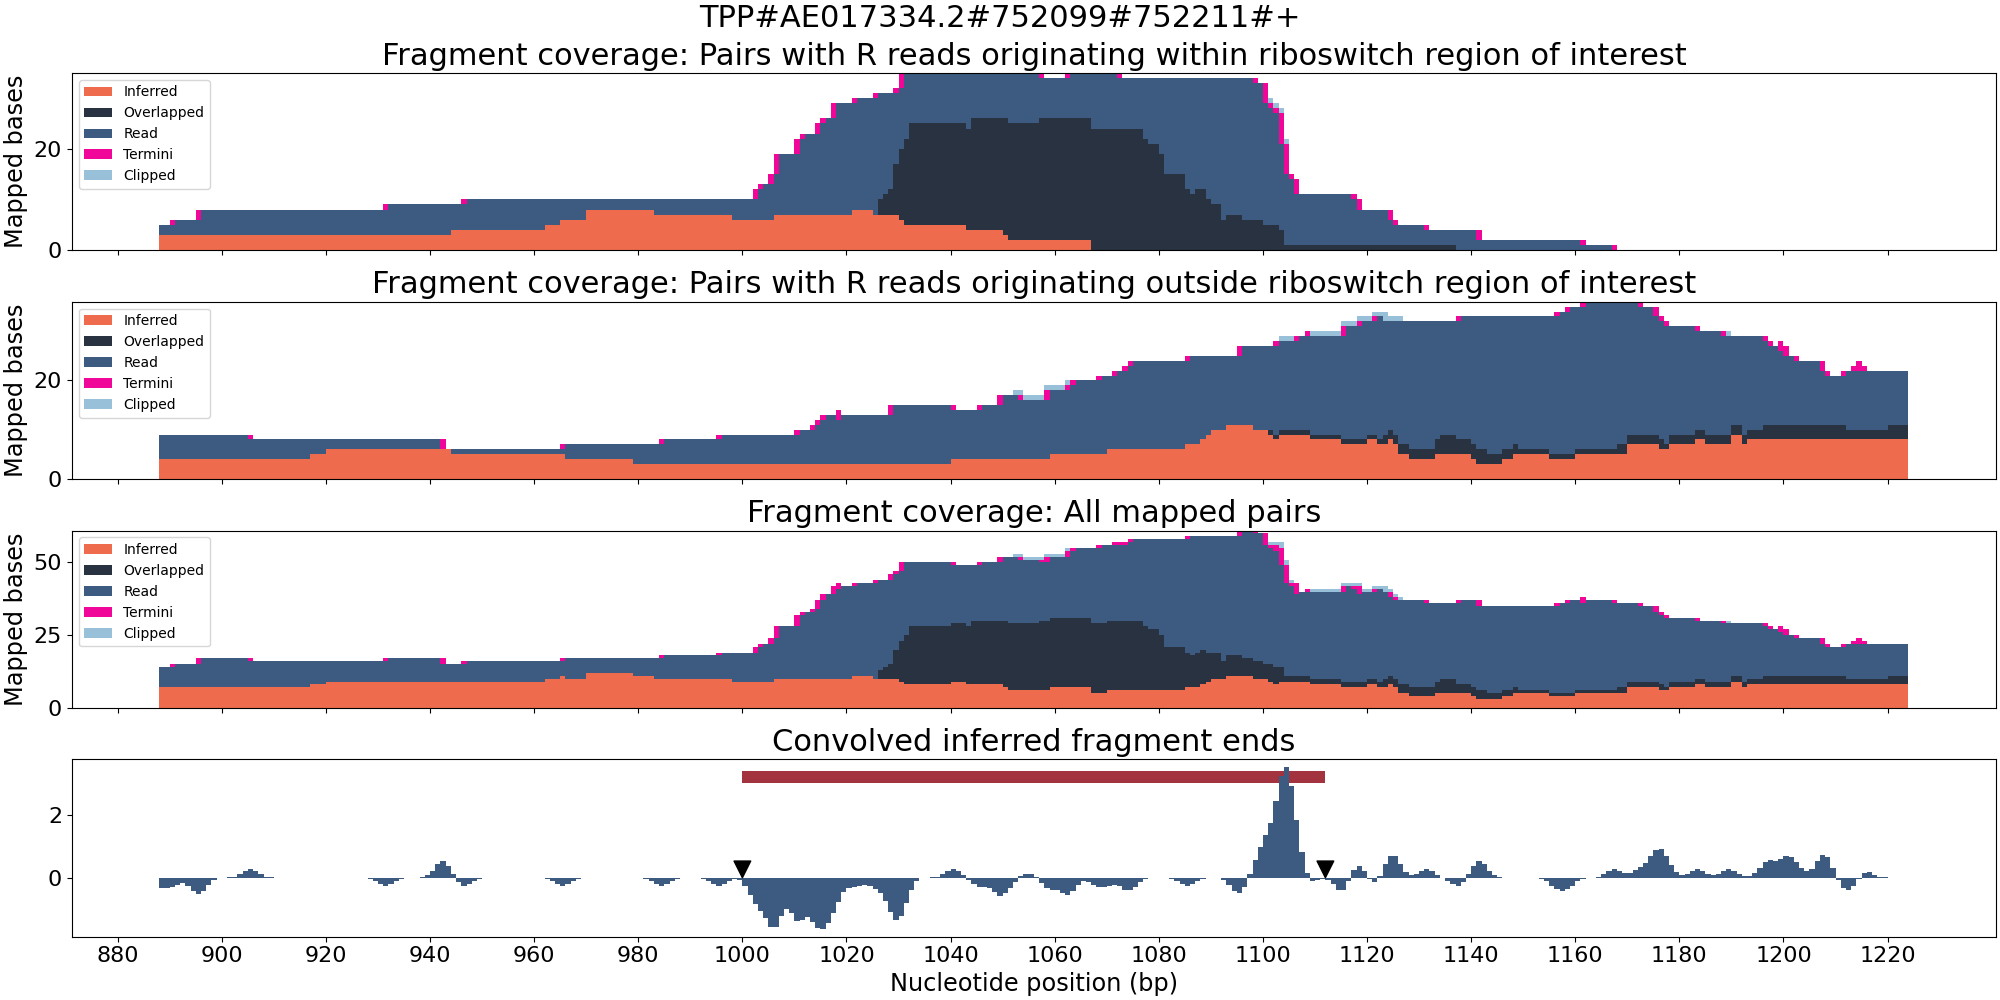 TPP#AE017334.2#752099#752211#+
Fragment coverage: Pairs with R reads originating within riboswitch region of interest
Mapped bases
20
0
Inferred
Overlapped
Read
Termini
Clipped
Fragment coverage: Pairs with R reads originating outside riboswitch region of interest
Mapped bases
20
0
Inferred
Overlapped
Read
Termini
Clipped
Fragment coverage: All mapped pairs
Mapped bases
50
25
0
Inferred
Overlapped
Read
Termini
Clipped
Convolved inferred fragment ends
2
0
880 900 920 940 960 980 1000 1020 1040 1060 1080 1100 1120 1140 1160 1180 1200 1220
Nucleotide position (bp)